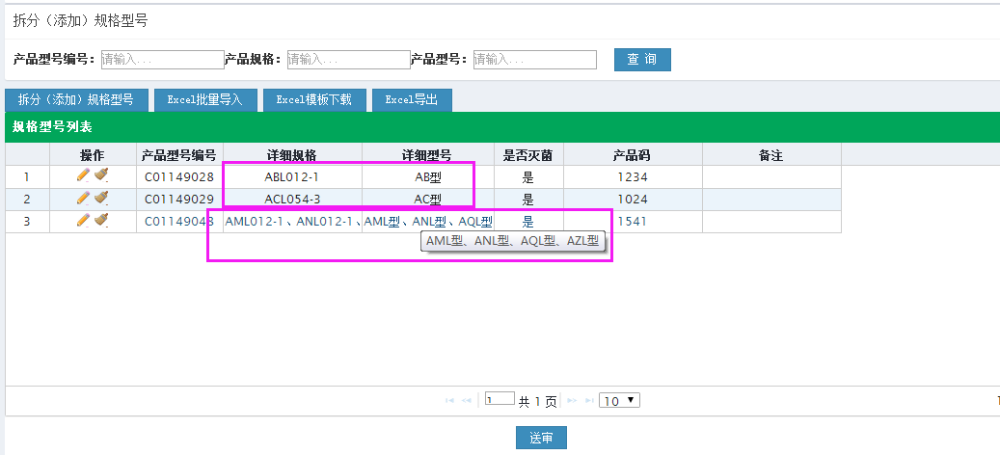 拆分（添加）规格型号
产品型号编号： 请输入... 产品规格： 请输入... 产品型号： 请输入... 查 询
拆分（添加）规格型号 Excel批量导入 Excel模板下载 Excel导出
规格型号列表
操作 产品型号编号 详细规格 详细型号 是否灭菌 产品码 备注
1 C01149028 ABL012-1 AB型 是 1234
2 C01149029 ACL054-3 AC型 是 1024
3 C01149043 AML012-1、ANL012-1、 AML型、ANL型、AQL型 是 1541
AML型、ANL型、AQL型、AZL型
1 共 1 页 10 ▼ 1
送审